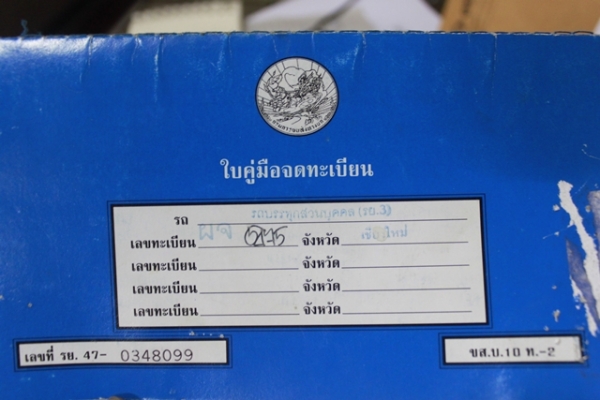 ใบคู่มือจดทะเบียน
รถ รถบรรทุกส่วนบุคคล (รย.3)
เลขทะเบียน จังหวัด เชียงใหม่
เลขทะเบียน จังหวัด
เลขทะเบียน จังหวัด
เลขทะเบียน จังหวัด
เลขที่ รย. 47- 0348099
ขส.บ.10 ท.-2